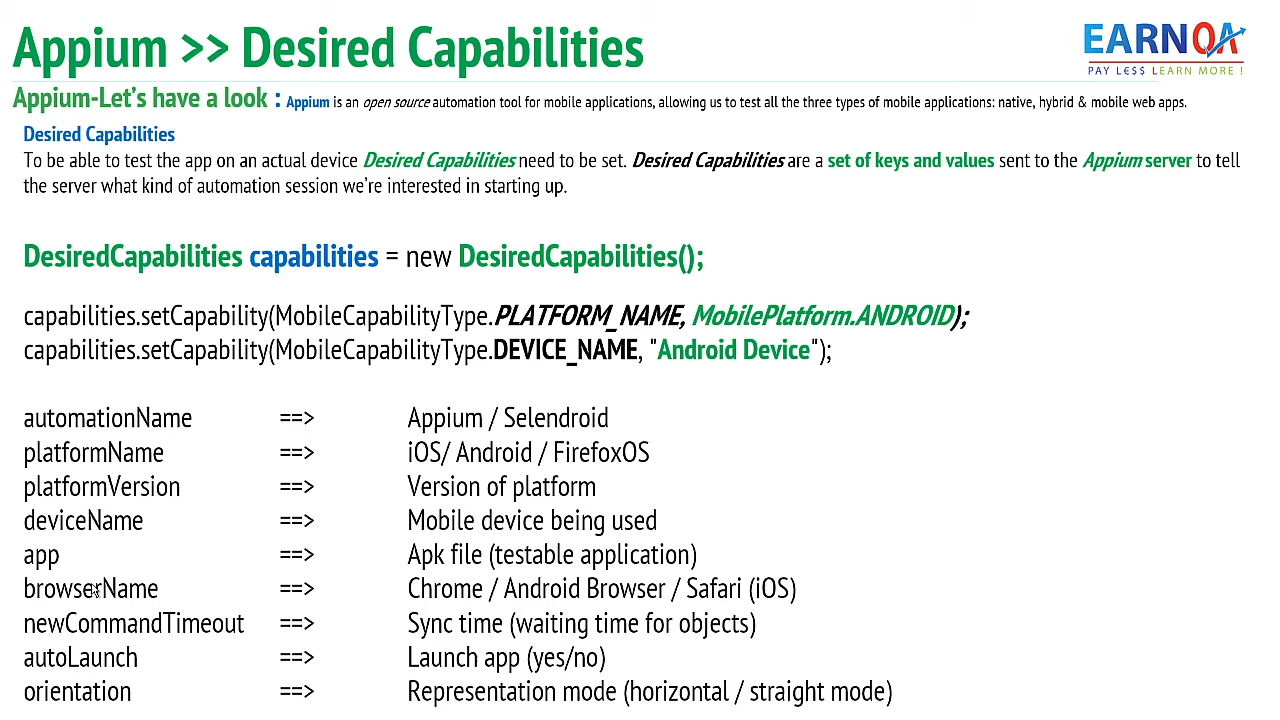 Appium >> Desired Capabilities
EARNQA
PAY LE$$ LEARN MORE !
Appium-Let's have a look : Appium is an open source automation tool for mobile applications, allowing us to test all the three types of mobile applications: native, hybrid & mobile web apps.
Desired Capabilities
To be able to test the app on an actual device Desired Capabilities need to be set. Desired Capabilities are a set of keys and values sent to the Appium server to tell
the server what kind of automation session we're interested in starting up.
DesiredCapabilities capabilities = new DesiredCapabilities();
capabilities.setCapability(MobileCapabilityType.PLATFORM_NAME, MobilePlatform.ANDROID);
capabilities.setCapability(MobileCapabilityType.DEVICE_NAME, "Android Device");
automationName ==> Appium / Selendroid
platformName ==> iOS/ Android / FirefoxOS
platformVersion ==> Version of platform
deviceName ==> Mobile device being used
app ==> Apk file (testable application)
browserName ==> Chrome / Android Browser / Safari (iOS)
newCommandTimeout ==> Sync time (waiting time for objects)
autoLaunch ==> Launch app (yes/no)
orientation ==> Representation mode (horizontal / straight mode)